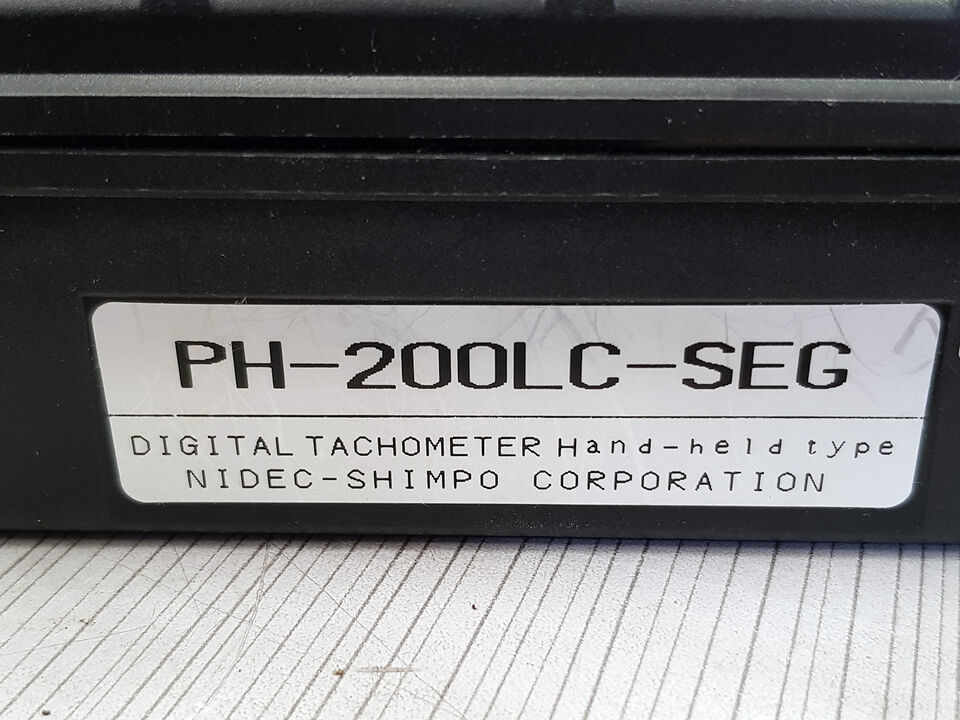 PH-200LC-SEG
DIGITAL TACHOMETER Hand-held type
NIDEC-SHIMPO CORPORATION